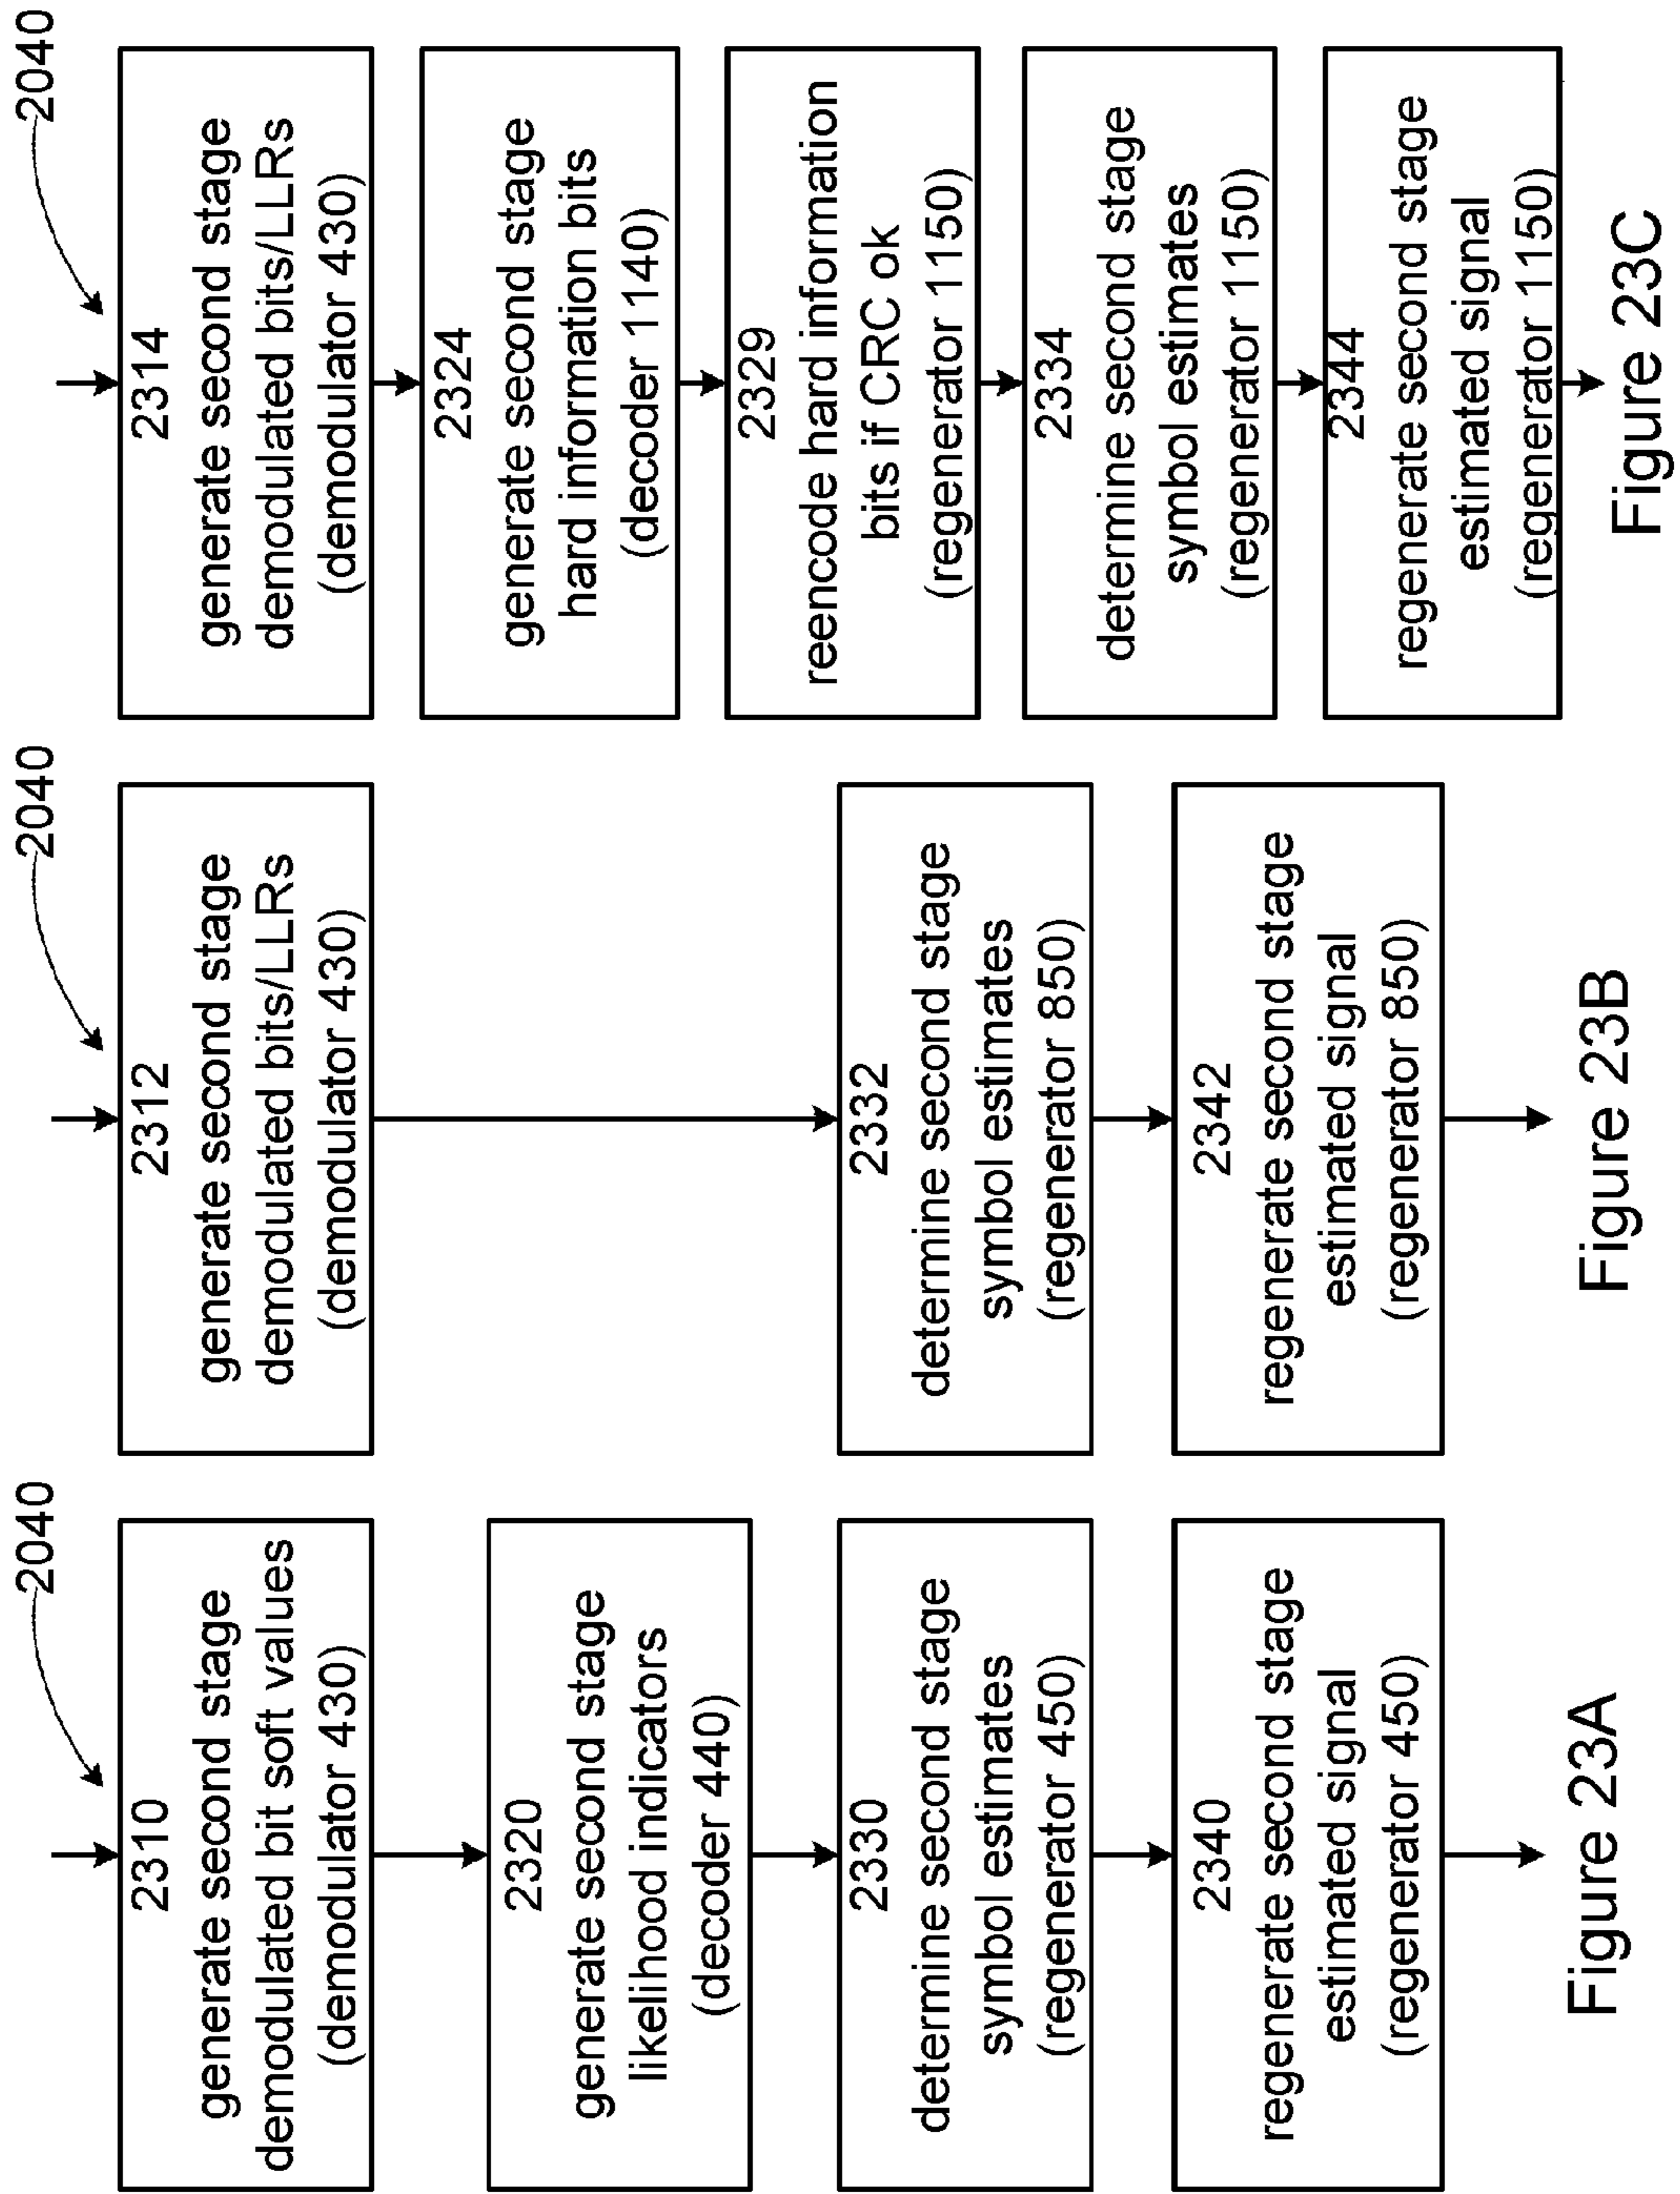 2040
2310
generate second stage
demodulated bit soft values
(demodulator 430)
2320
generate second stage
likelihood indicators
(decoder 440)
2330
determine second stage
symbol estimates
(regenerator 450)
2340
regenerate second stage
estimated signal
(regenerator 450)
Figure 23A
2040
2312
generate second stage
demodulated bits/LLRs
(demodulator 430)
2332
determine second stage
symbol estimates
(regenerator 850)
2342
regenerate second stage
estimated signal
(regenerator 850)
Figure 23B
2040
2314
generate second stage
demodulated bits/LLRs
(demodulator 430)
2324
generate second stage
hard information bits
(decoder 1140)
2329
reencode hard information
bits if CRC ok
(regenerator 1150)
2334
determine second stage
symbol estimates
(regenerator 1150)
2344
regenerate second stage
estimated signal
(regenerator 1150)
Figure 23C